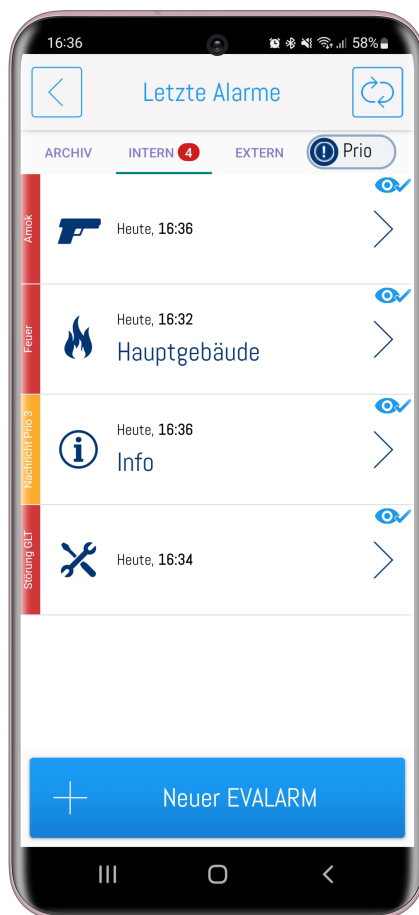 16:36
58%
Letzte Alarme
ARCHIV
INTERN 4
EXTERN
Prio
Amok
Heute, 16:36
Feuer
Heute, 16:32
Hauptgebäude
Nachricht Prio 3
Heute, 16:36
Info
Störung GLT
Heute, 16:34
Neuer EVALARM